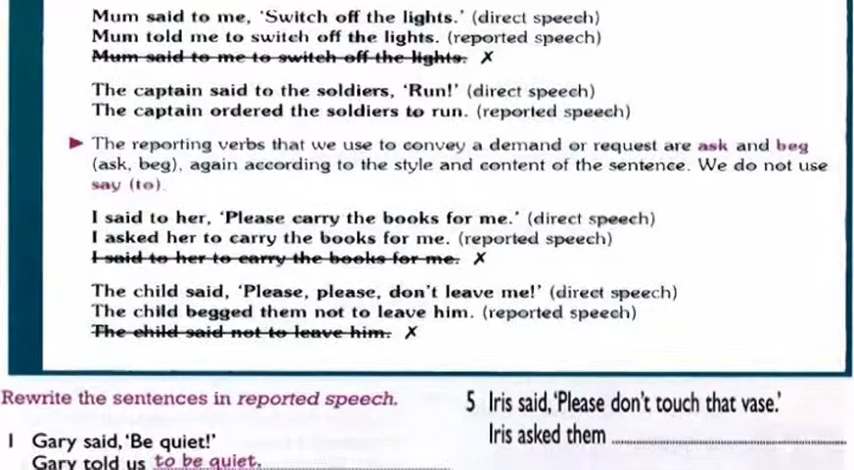 Mum said to me, ‘Switch off the lights.’ (direct speech)
Mum told me to switch off the lights. (reported speech)
Mum said to me to switch off the lights. ✗
The captain said to the soldiers, ‘Run!’ (direct speech)
The captain ordered the soldiers to run. (reported speech)
► The reporting verbs that we use to convey a demand or request are ask and beg
(ask, beg), again according to the style and content of the sentence. We do not use
say (to).
I said to her, ‘Please carry the books for me.’ (direct speech)
I asked her to carry the books for me. (reported speech)
I said to her to carry the books for me. ✗
The child said, ‘Please, please, don’t leave me!’ (direct speech)
The child begged them not to leave him. (reported speech)
The child said not to leave him. ✗
Rewrite the sentences in reported speech.
1 Gary said, ‘Be quiet!’
Gary told us to be quiet.
5 Iris said, ‘Please don’t touch that vase.’
Iris asked them